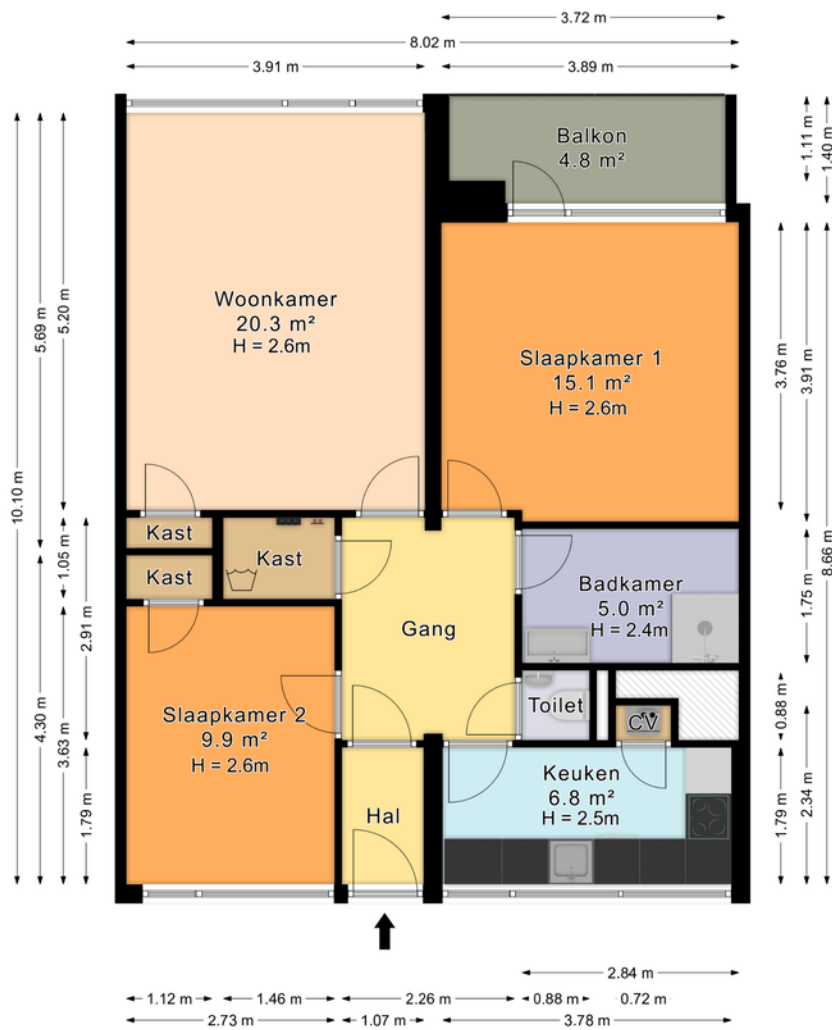 3.72 m
8.02 m
3.91 m
3.89 m
Balkon
4.8 m²
1.11 m
1.40 m
Woonkamer
20.3 m²
H = 2.6m
Slaapkamer 1
15.1 m²
H = 2.6m
10.10 m
5.69 m
5.20 m
3.76 m
3.91 m
8.66 m
Kast
Kast
Kast
1.05 m
2.91 m
Gang
Badkamer
5.0 m²
H = 2.4m
1.75 m
Slaapkamer 2
9.9 m²
H = 2.6m
4.30 m
3.63 m
1.79 m
Toilet
CV
0.88 m
2.34 m
Hal
Keuken
6.8 m²
H = 2.5m
1.79 m
2.84 m
1.12 m
1.46 m
2.26 m
0.88 m
0.72 m
2.73 m
1.07 m
3.78 m